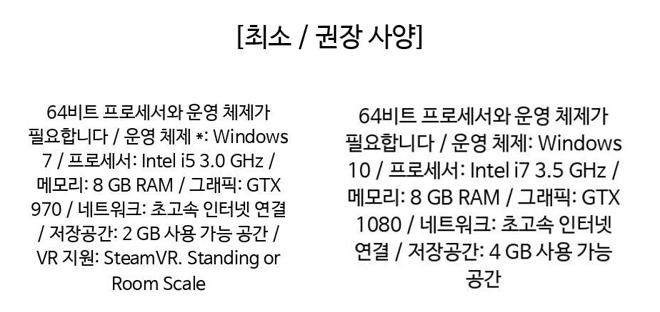 [최소 / 권장 사양]
64비트 프로세서와 운영 체제가
필요합니다 / 운영 체제 *: Windows
7 / 프로세서: Intel i5 3.0 GHz /
메모리: 8 GB RAM / 그래픽: GTX
970 / 네트워크: 초고속 인터넷 연결
/ 저장공간: 2 GB 사용 가능 공간 /
VR 지원: SteamVR. Standing or
Room Scale
64비트 프로세서와 운영 체제가
필요합니다 / 운영 체제: Windows
10 / 프로세서: Intel i7 3.5 GHz /
메모리: 8 GB RAM / 그래픽: GTX
1080 / 네트워크: 초고속 인터넷
연결 / 저장공간: 4 GB 사용 가능
공간